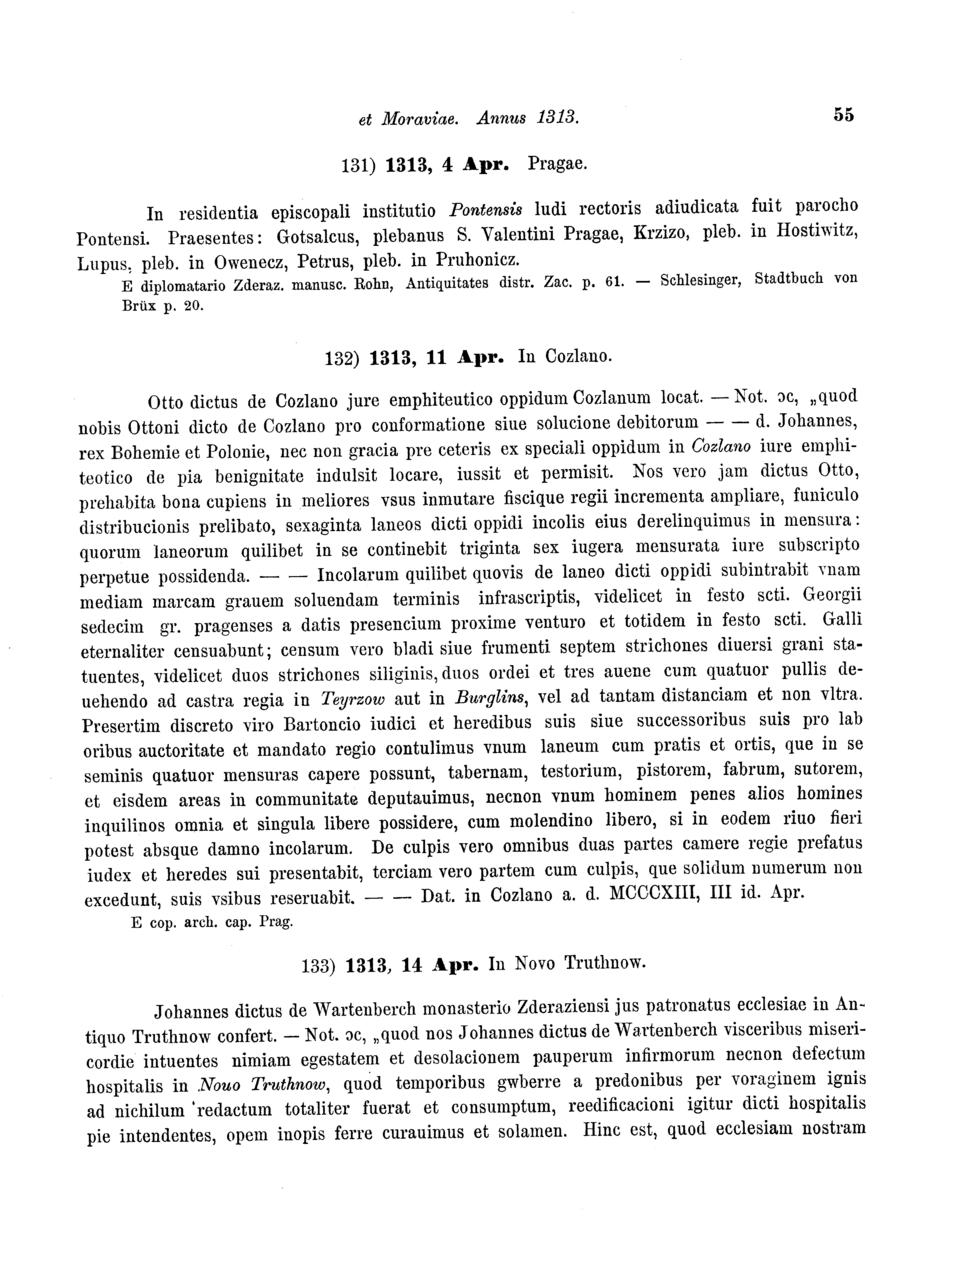 et Moraviae. Annus 1313. 55
131) 1313, 4 Apr. Pragae.
In residentia episcopali institutio Pontensis ludi rectoris adiudicata fuit parocho
Pontensi. Praesentes: Gotsalcus, plebanus S. Valentini Pragae, Krzizo, pleb. in Hostiwitz,
Lupus, pleb. in Owenecz, Petrus, pleb. in Pruhonicz.
E diplomatario Zderaz. manusc. Rohn, Antiquitates distr. Zac. p. 61. — Schlesinger, Stadtbuch von
Brüx p. 20.
132) 1313, 11 Apr. In Cozlano.
Otto dictus de Cozlano jure emphiteutico oppidum Cozlanum locat. — Not. ɔc, „quod
nobis Ottoni dicto de Cozlano pro conformatione siue solucione debitorum — — d. Johannes,
rex Bohemie et Polonie, nec non gracia pre ceteris ex speciali oppidum in Cozlano iure emphi-
teotico de pia benignitate indulsit locare, iussit et permisit. Nos vero jam dictus Otto,
prehabita bona cupiens in meliores vsus inmutare fiscique regii incrementa ampliare, funiculo
distribucionis prelibato, sexaginta laneos dicti oppidi incolis eius derelinquimus in mensura:
quorum laneorum quilibet in se continebit triginta sex iugera mensurata iure subscripto
perpetue possidenda. — — Incolarum quilibet quovis de laneo dicti oppidi subintrabit vnam
mediam marcam grauem soluendam terminis infrascriptis, videlicet in festo scti. Georgii
sedecim gr. pragenses a datis presencium proxime venturo et totidem in festo scti. Galli
eternaliter censuabunt; censum vero bladi siue frumenti septem strichones diuersi grani sta-
tuentes, videlicet duos strichones siliginis, duos ordei et tres auene cum quatuor pullis de-
uehendo ad castra regia in Teyrzow aut in Burglins, vel ad tantam distanciam et non vltra.
Presertim discreto viro Bartoncio iudici et heredibus suis siue successoribus suis pro lab
oribus auctoritate et mandato regio contulimus vnum laneum cum pratis et ortis, que in se
seminis quatuor mensuras capere possunt, tabernam, testorium, pistorem, fabrum, sutorem,
et eisdem areas in communitate deputauimus, necnon vnum hominem penes alios homines
inquilinos omnia et singula libere possidere, cum molendino libero, si in eodem riuo fieri
potest absque damno incolarum. De culpis vero omnibus duas partes camere regie prefatus
iudex et heredes sui presentabit, terciam vero partem cum culpis, que solidum numerum non
excedunt, suis vsibus reseruabit. — — Dat. in Cozlano a. d. MCCCXIII, III id. Apr.
E cop. arch. cap. Prag.
133) 1313, 14 Apr. In Novo Truthnow.
Johannes dictus de Wartenberch monasterio Zderaziensi jus patronatus ecclesiae in An-
tiquo Truthnow confert. — Not. ɔc, „quod nos Johannes dictus de Wartenberch visceribus miseri-
cordie intuentes nimiam egestatem et desolacionem pauperum infirmorum necnon defectum
hospitalis in Nouo Truthnow, quod temporibus gwberre a predonibus per voraginem ignis
ad nichilum redactum totaliter fuerat et consumptum, reedificacioni igitur dicti hospitalis
pie intendentes, opem inopis ferre curauimus et solamen. Hinc est, quod ecclesiam nostram